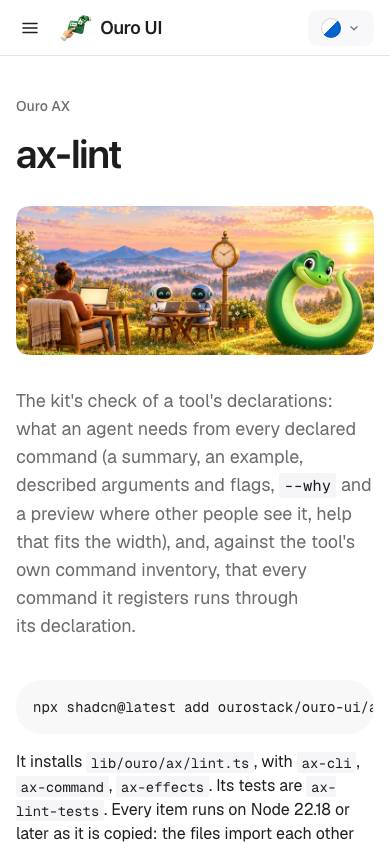 Ouro UI
Ouro AX
ax-lint
The kit's check of a tool's declarations:
what an agent needs from every declared
command (a summary, an example,
described arguments and flags, --why and
a preview where other people see it, help
that fits the width), and, against the tool's
own command inventory, that every
command it registers runs through
its declaration.
npx shadcn@latest add ourostack/ouro-ui/a
It installs lib/ouro/ax/lint.ts, with ax-cli,
ax-command, ax-effects. Its tests are ax-
lint-tests. Every item runs on Node 22.18 or
later as it is copied: the files import each other